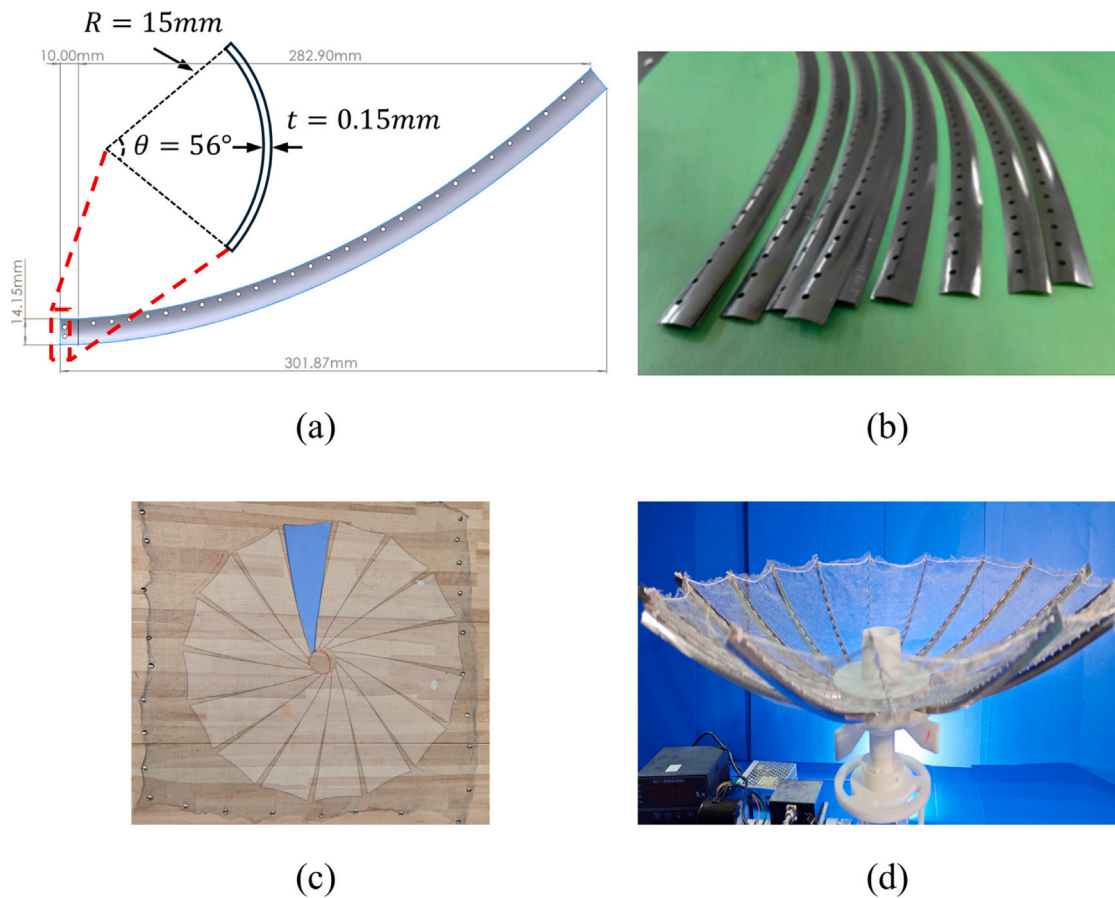 R = 15mm
10.00mm
282.90mm
t = 0.15mm
θ = 56°
14.15mm
301.87mm
(a)
(b)
(c)
(d)